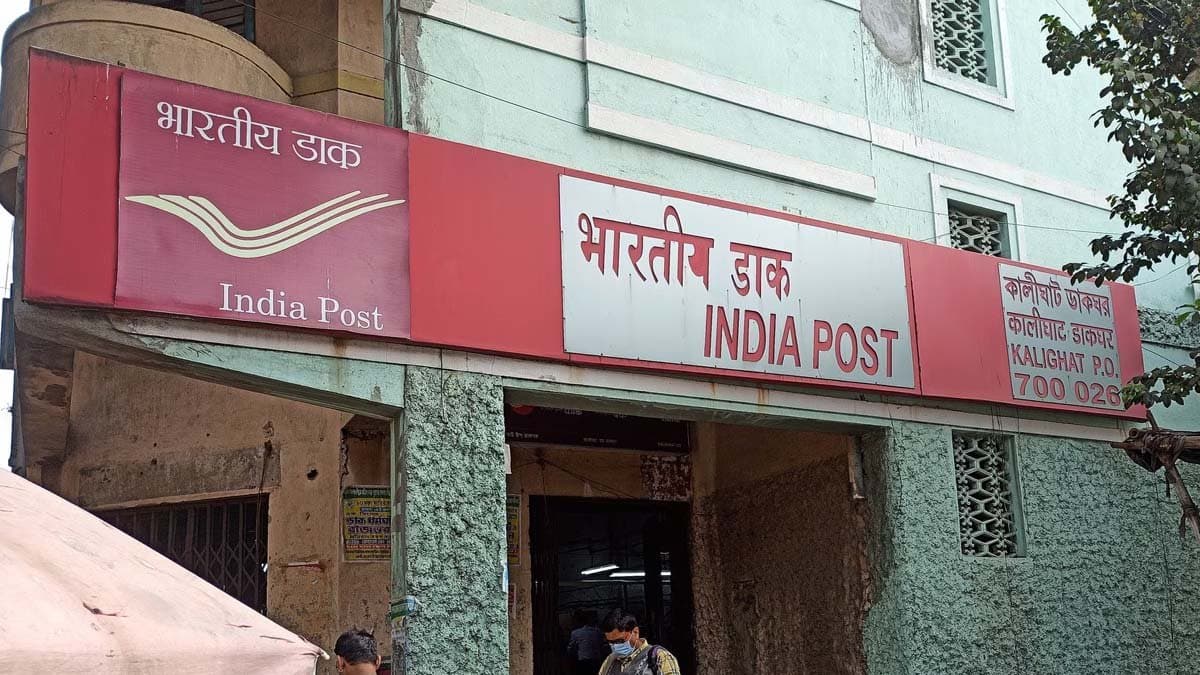 भारतीय डाक
India Post
भारतीय डाक
INDIA POST
কালীঘাট ডাকঘর
कालीघाट डाकघर
KALIGHAT P.O.
700 026